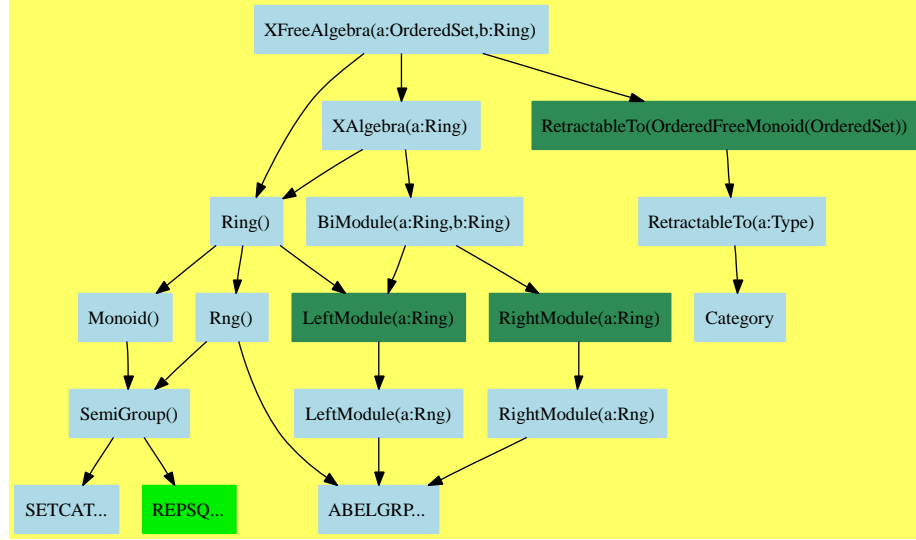 XFreeAlgebra(a:OrderedSet,b:Ring)
XAlgebra(a:Ring)
RetractableTo(OrderedFreeMonoid(OrderedSet))
Ring()
BiModule(a:Ring,b:Ring)
RetractableTo(a:Type)
Monoid()
Rng()
LeftModule(a:Ring)
RightModule(a:Ring)
Category
SemiGroup()
LeftModule(a:Rng)
RightModule(a:Rng)
SETCAT...
REPSQ...
ABELGRP...